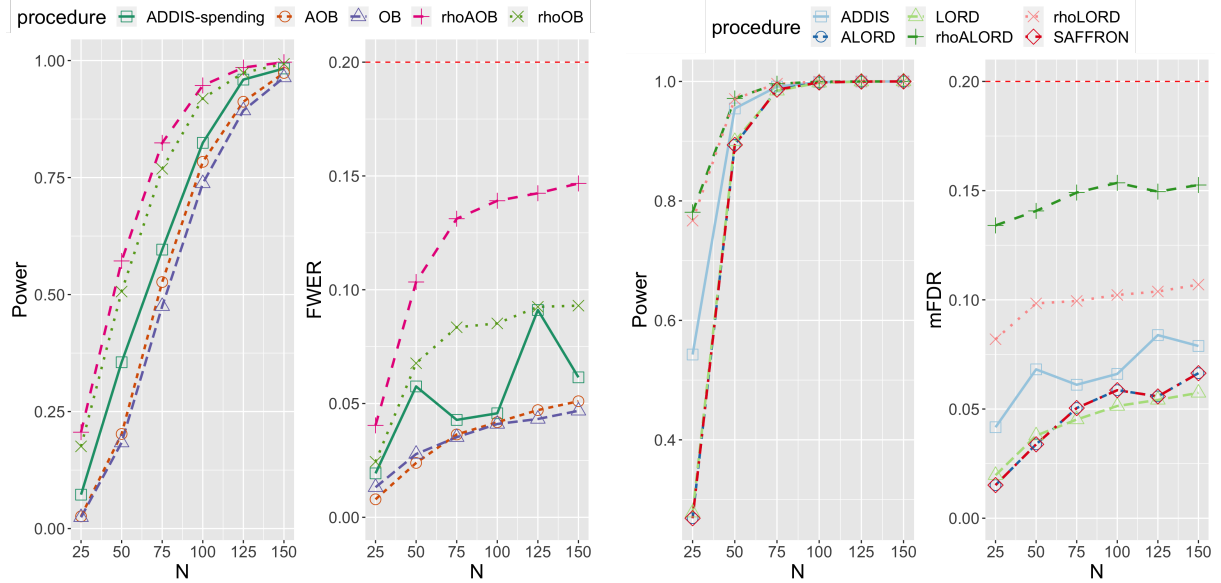 procedure ADDIS-spending AOB OB rhoAOB rhoOB
1.00
0.75
0.50
0.25
0.00
Power
25 50 75 100 125 150
N
0.20
0.15
0.10
0.05
0.00
FWER
25 50 75 100 125 150
N
procedure ADDIS LORD rhoLORD
ALORD rhoALORD SAFFRON
1.0
0.8
0.6
0.4
Power
25 50 75 100 125 150
N
0.20
0.15
0.10
0.05
0.00
mFDR
25 50 75 100 125 150
N